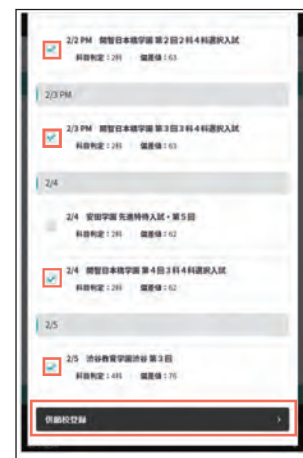 2/2 PM 開智日本橋学園 第2回2科4科選択入試
科目判定：2科 偏差値：63
2/3 PM
2/3 PM 開智日本橋学園 第3回3科4科選択入試
科目判定：2科 偏差値：63
2/4
2/4 安田学園 先進特待入試・第5回
科目判定：2科 偏差値：62
2/4 開智日本橋学園 第4回2科4科選択入試
科目判定：2科 偏差値：62
2/5
2/5 渋谷教育学園渋谷 第3回
科目判定：4科 偏差値：70
併願校登録